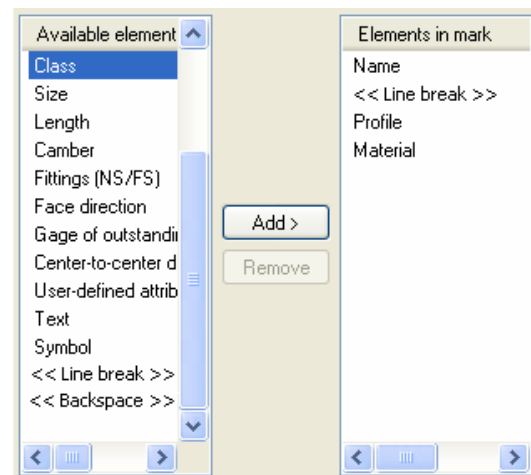 Available element
Class
Size
Length
Camber
Fittings (NS/FS)
Face direction
Gage of outstandi
Center-to-center d
User-defined attrib
Text
Symbol
<< Line break >>
<< Backspace >>
Add >
Remove
Elements in mark
Name
<< Line break >>
Profile
Material